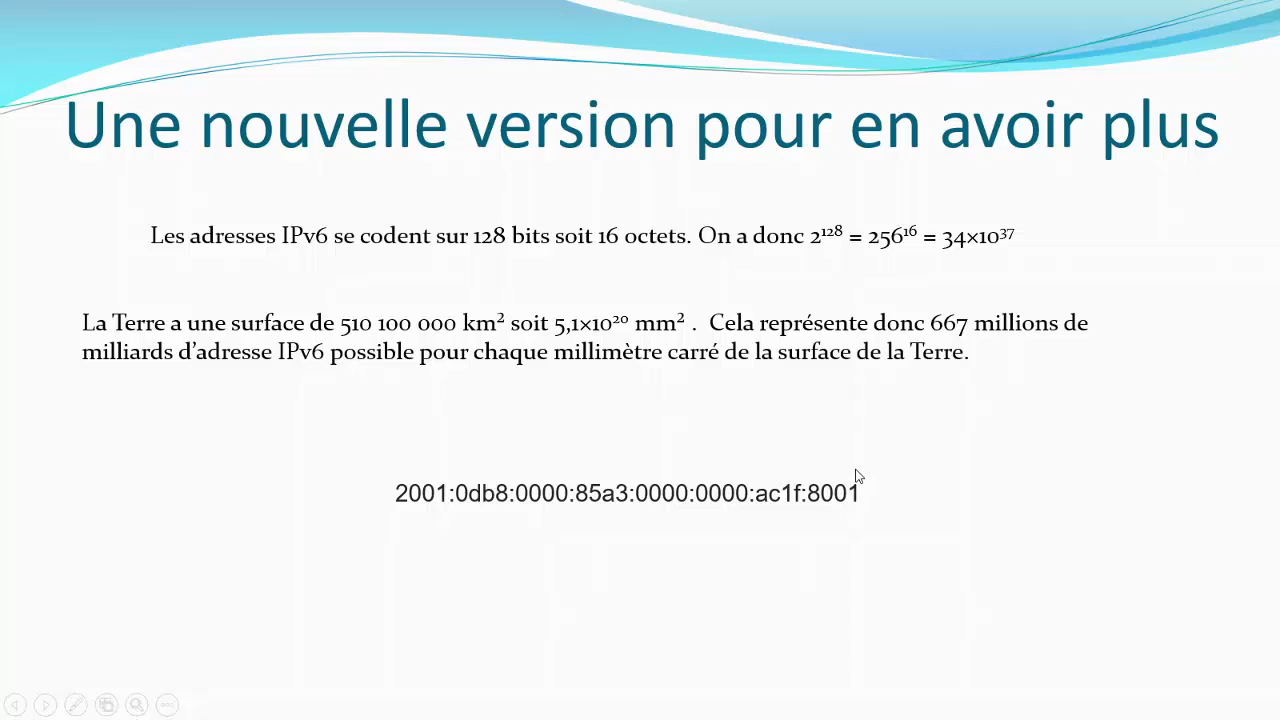 Une nouvelle version pour en avoir plus
Les adresses IPv6 se codent sur 128 bits soit 16 octets. On a donc 2¹²⁸ = 256¹⁶ = 34×10³⁷
La Terre a une surface de 510 100 000 km² soit 5,1×10²⁰ mm² . Cela représente donc 667 millions de
milliards d’adresse IPv6 possible pour chaque millimètre carré de la surface de la Terre.
2001:0db8:0000:85a3:0000:0000:ac1f:8001